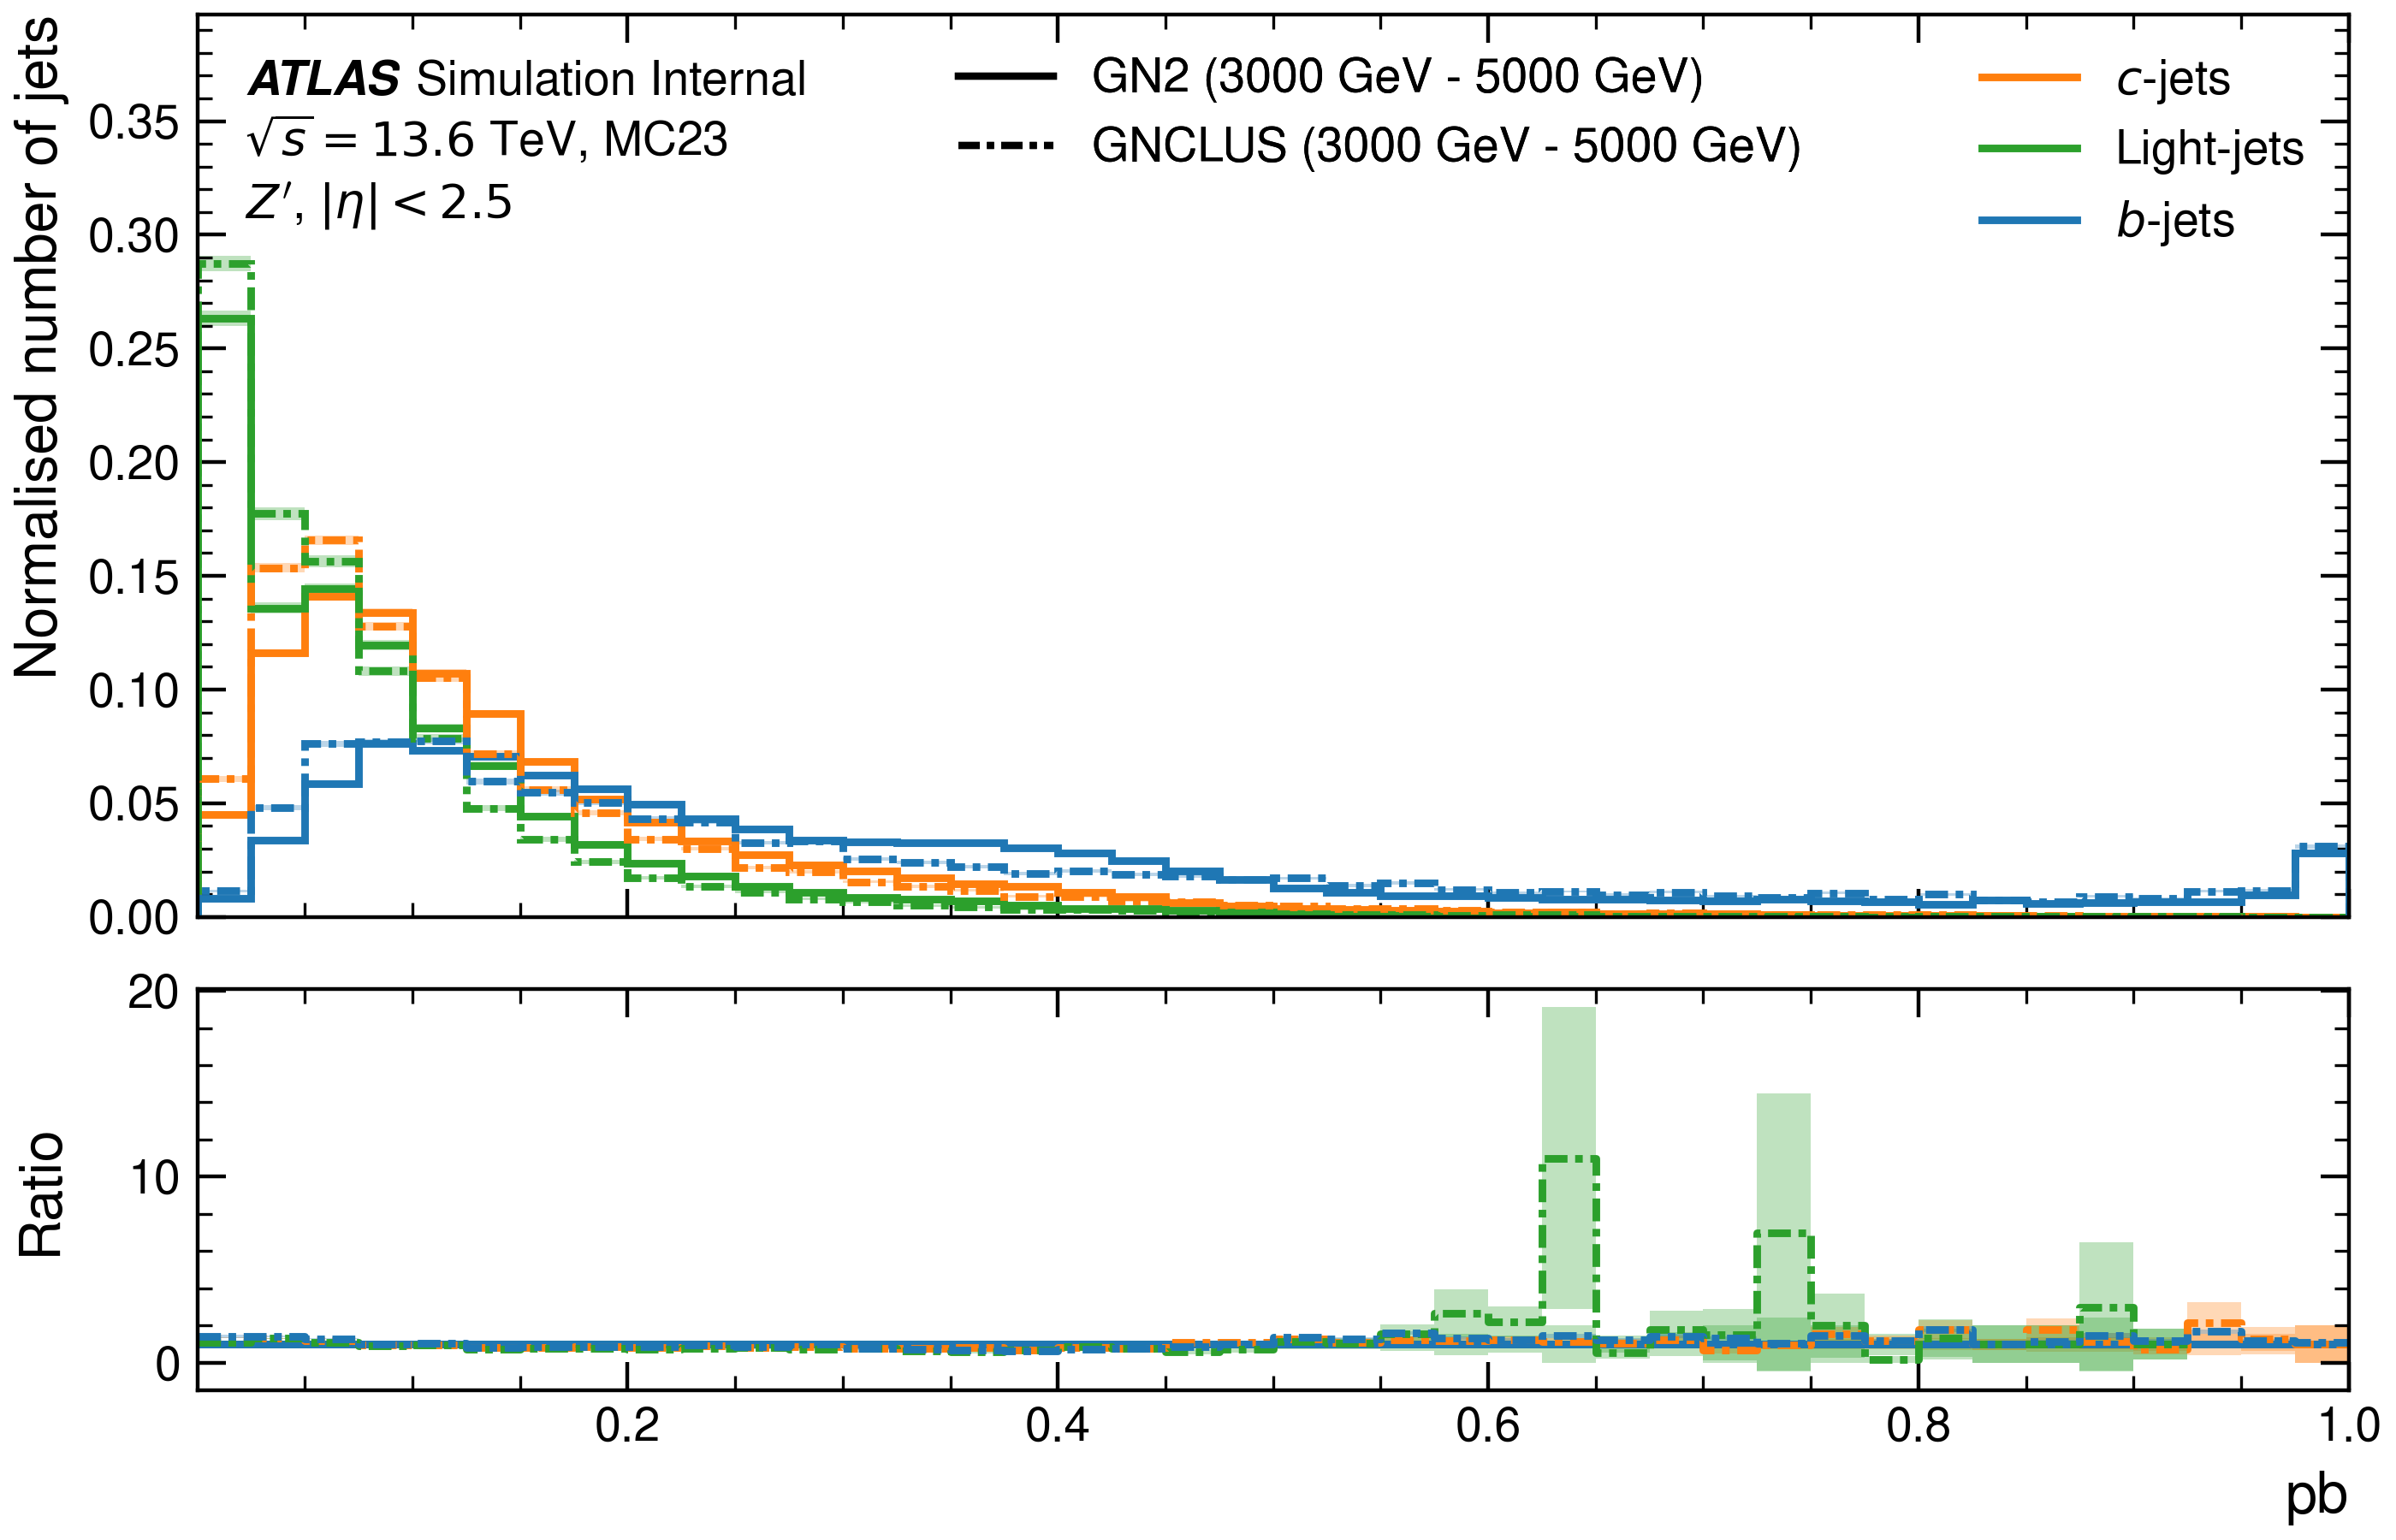 Normalised number of jets
ATLAS Simulation Internal
√s = 13.6 TeV, MC23
Z′, |η| < 2.5
GN2 (3000 GeV - 5000 GeV)
GNCLUS (3000 GeV - 5000 GeV)
c-jets
Light-jets
b-jets
0.35
0.30
0.25
0.20
0.15
0.10
0.05
0.00
Ratio
20
10
0
0.2 0.4 0.6 0.8 1.0
pb